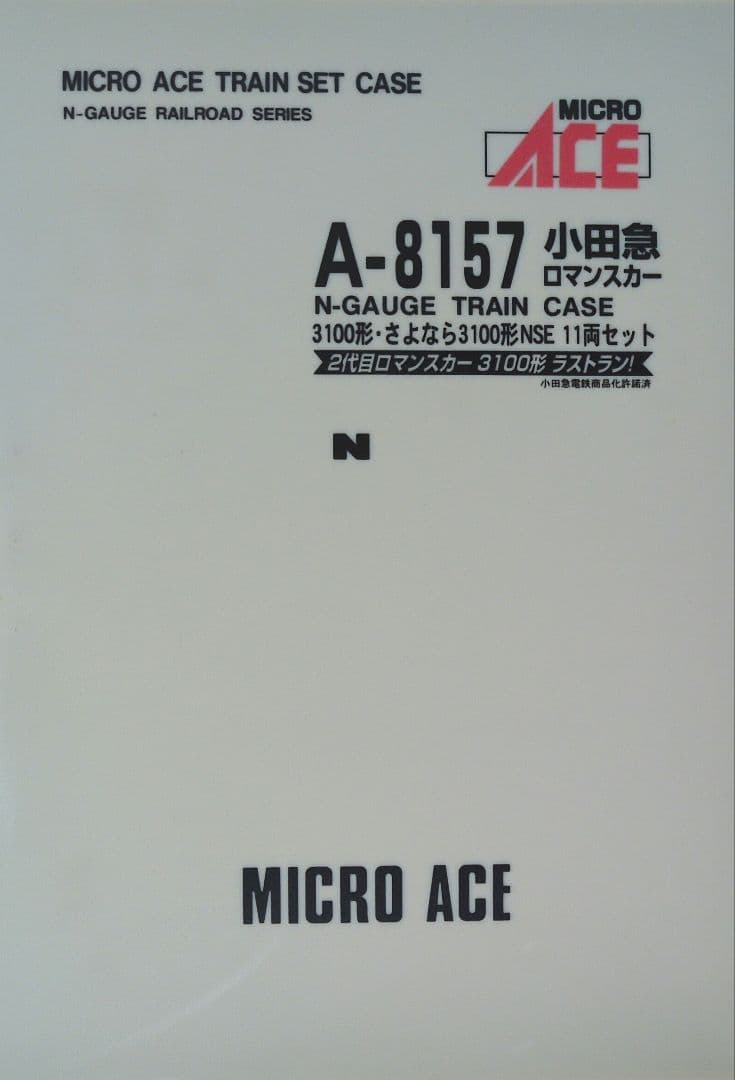 MICRO ACE TRAIN SET CASE
N-GAUGE RAILROAD SERIES
MICRO
ACE
A-8157 小田急
ロマンスカー
N-GAUGE TRAIN CASE
3100形・さよなら3100形NSE 11両セット
2代目ロマンスカー 3100形 ラストラン!
小田急電鉄商品化許諾済
N
MICRO ACE